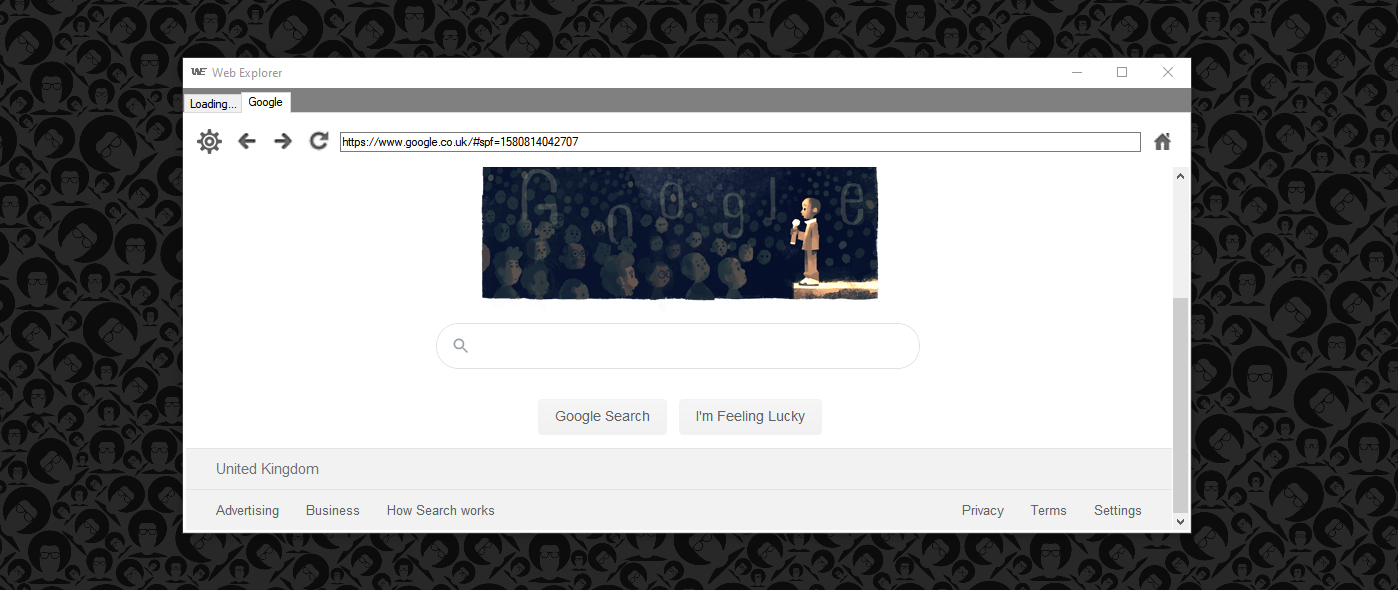 WE Web Explorer
Loading... Google
https://www.google.co.uk/#spf=1580814042707
Google
Google Search I'm Feeling Lucky
United Kingdom
Advertising Business How Search works Privacy Terms Settings